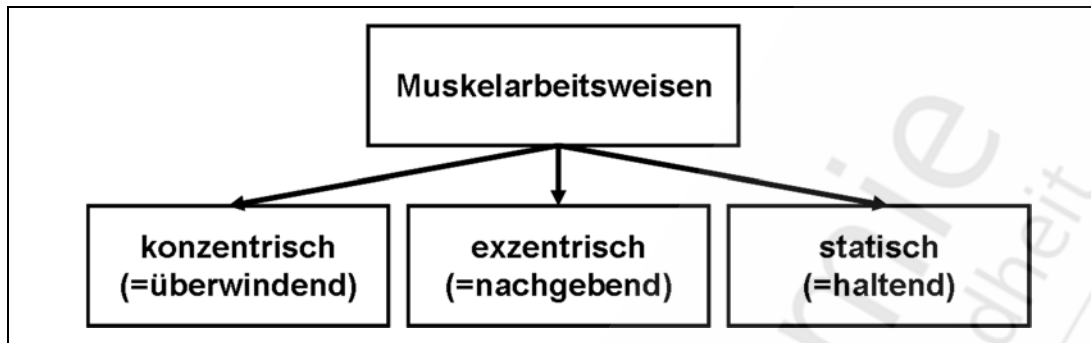 Muskelarbeitsweisen
konzentrisch
(=überwindend)
exzentrisch
(=nachgebend)
statisch
(=haltend)